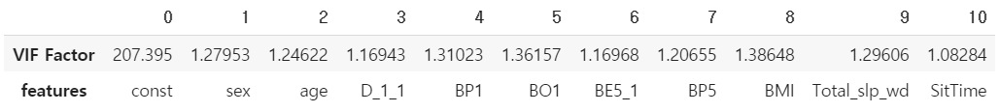 0 1 2 3 4 5 6 7 8 9 10
VIF Factor 207.395 1.27953 1.24622 1.16943 1.31023 1.36157 1.16968 1.20655 1.38648 1.29606 1.08284
features const sex age D_1_1 BP1 BO1 BE5_1 BP5 BMI Total_slp_wd SitTime